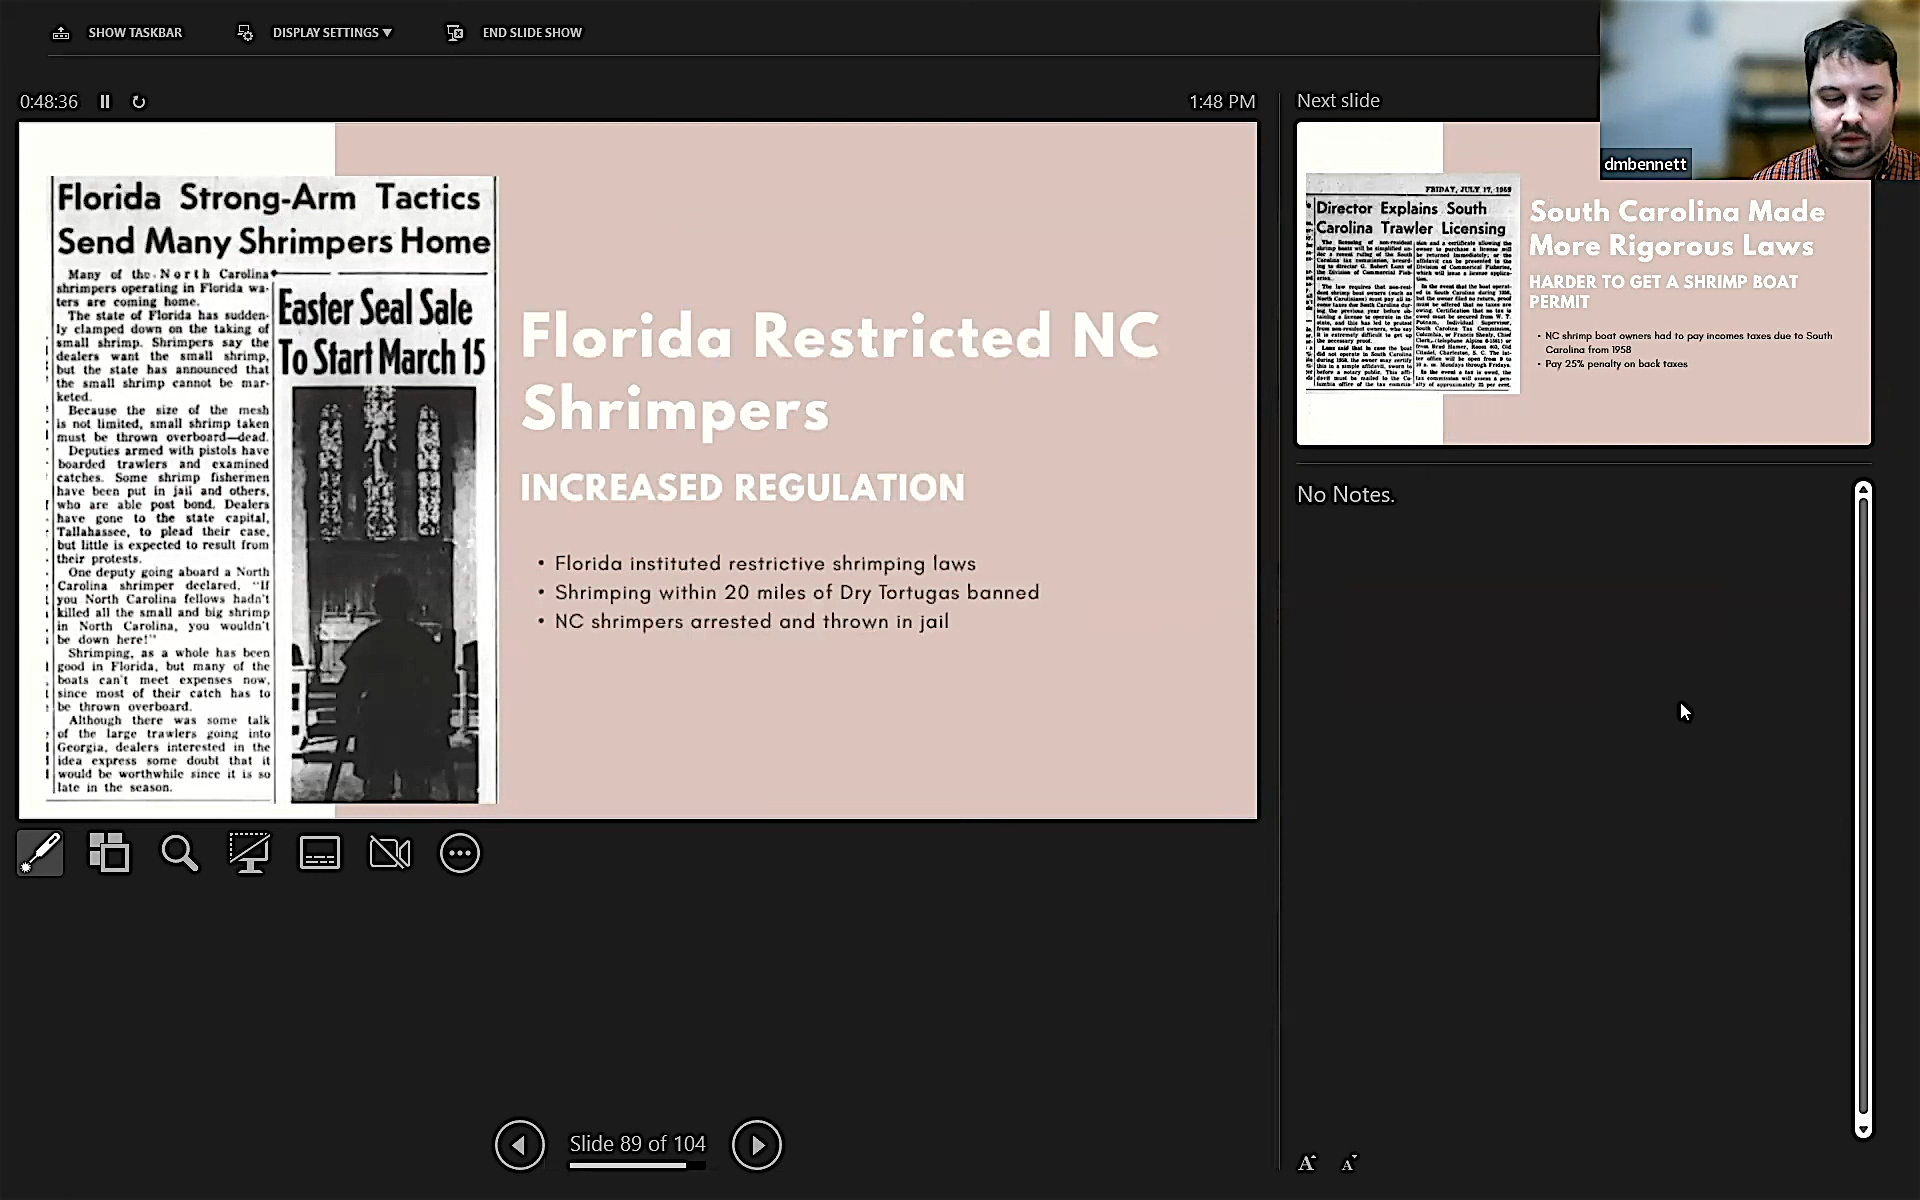 SHOW TASKBAR
DISPLAY SETTINGS ▼
END SLIDE SHOW
0:48:36
1:48 PM
Florida Strong-Arm Tactics
Send Many Shrimpers Home
Many of the North Carolina
shrimpers operating in Florida wa-
ters are coming home.
The state of Florida has sudden-
ly clamped down on the taking of
small shrimp. Shrimpers say the
dealers want the small shrimp,
but the state has announced that
the small shrimp cannot be mar-
keted.
Because the size of the mesh
is not limited, small shrimp taken
must be thrown overboard—dead.
Deputies armed with pistols have
boarded trawlers and examined
catches. Some shrimp fishermen
have been put in jail and others,
who are able post bond. Dealers
have gone to the state capital,
Tallahassee, to plead their case,
but little is expected to result from
their protests.
One deputy going aboard a North
Carolina shrimper declared, "If
you North Carolina fellows hadn't
killed all the small and big shrimp
in North Carolina, you wouldn't
be down here!"
Shrimping, as a whole has been
good in Florida, but many of the
boats can't meet expenses now,
since most of their catch has to
be thrown overboard.
Although there was some talk
of the large trawlers going into
Georgia, dealers interested in the
idea express some doubt that it
would be worthwhile since it is so
late in the season.
Easter Seal Sale
To Start March 15
Florida Restricted NC
Shrimpers
INCREASED REGULATION
• Florida instituted restrictive shrimping laws
• Shrimping within 20 miles of Dry Tortugas banned
• NC shrimpers arrested and thrown in jail
Slide 89 of 104
Next slide
dmbennett
FRIDAY, JULY 17, 1959
Director Explains South
Carolina Trawler Licensing
South Carolina Made
More Rigorous Laws
HARDER TO GET A SHRIMP BOAT
PERMIT
• NC shrimp boat owners had to pay incomes taxes due to South
Carolina from 1958
• Pay 25% penalty on back taxes
No Notes.
A A